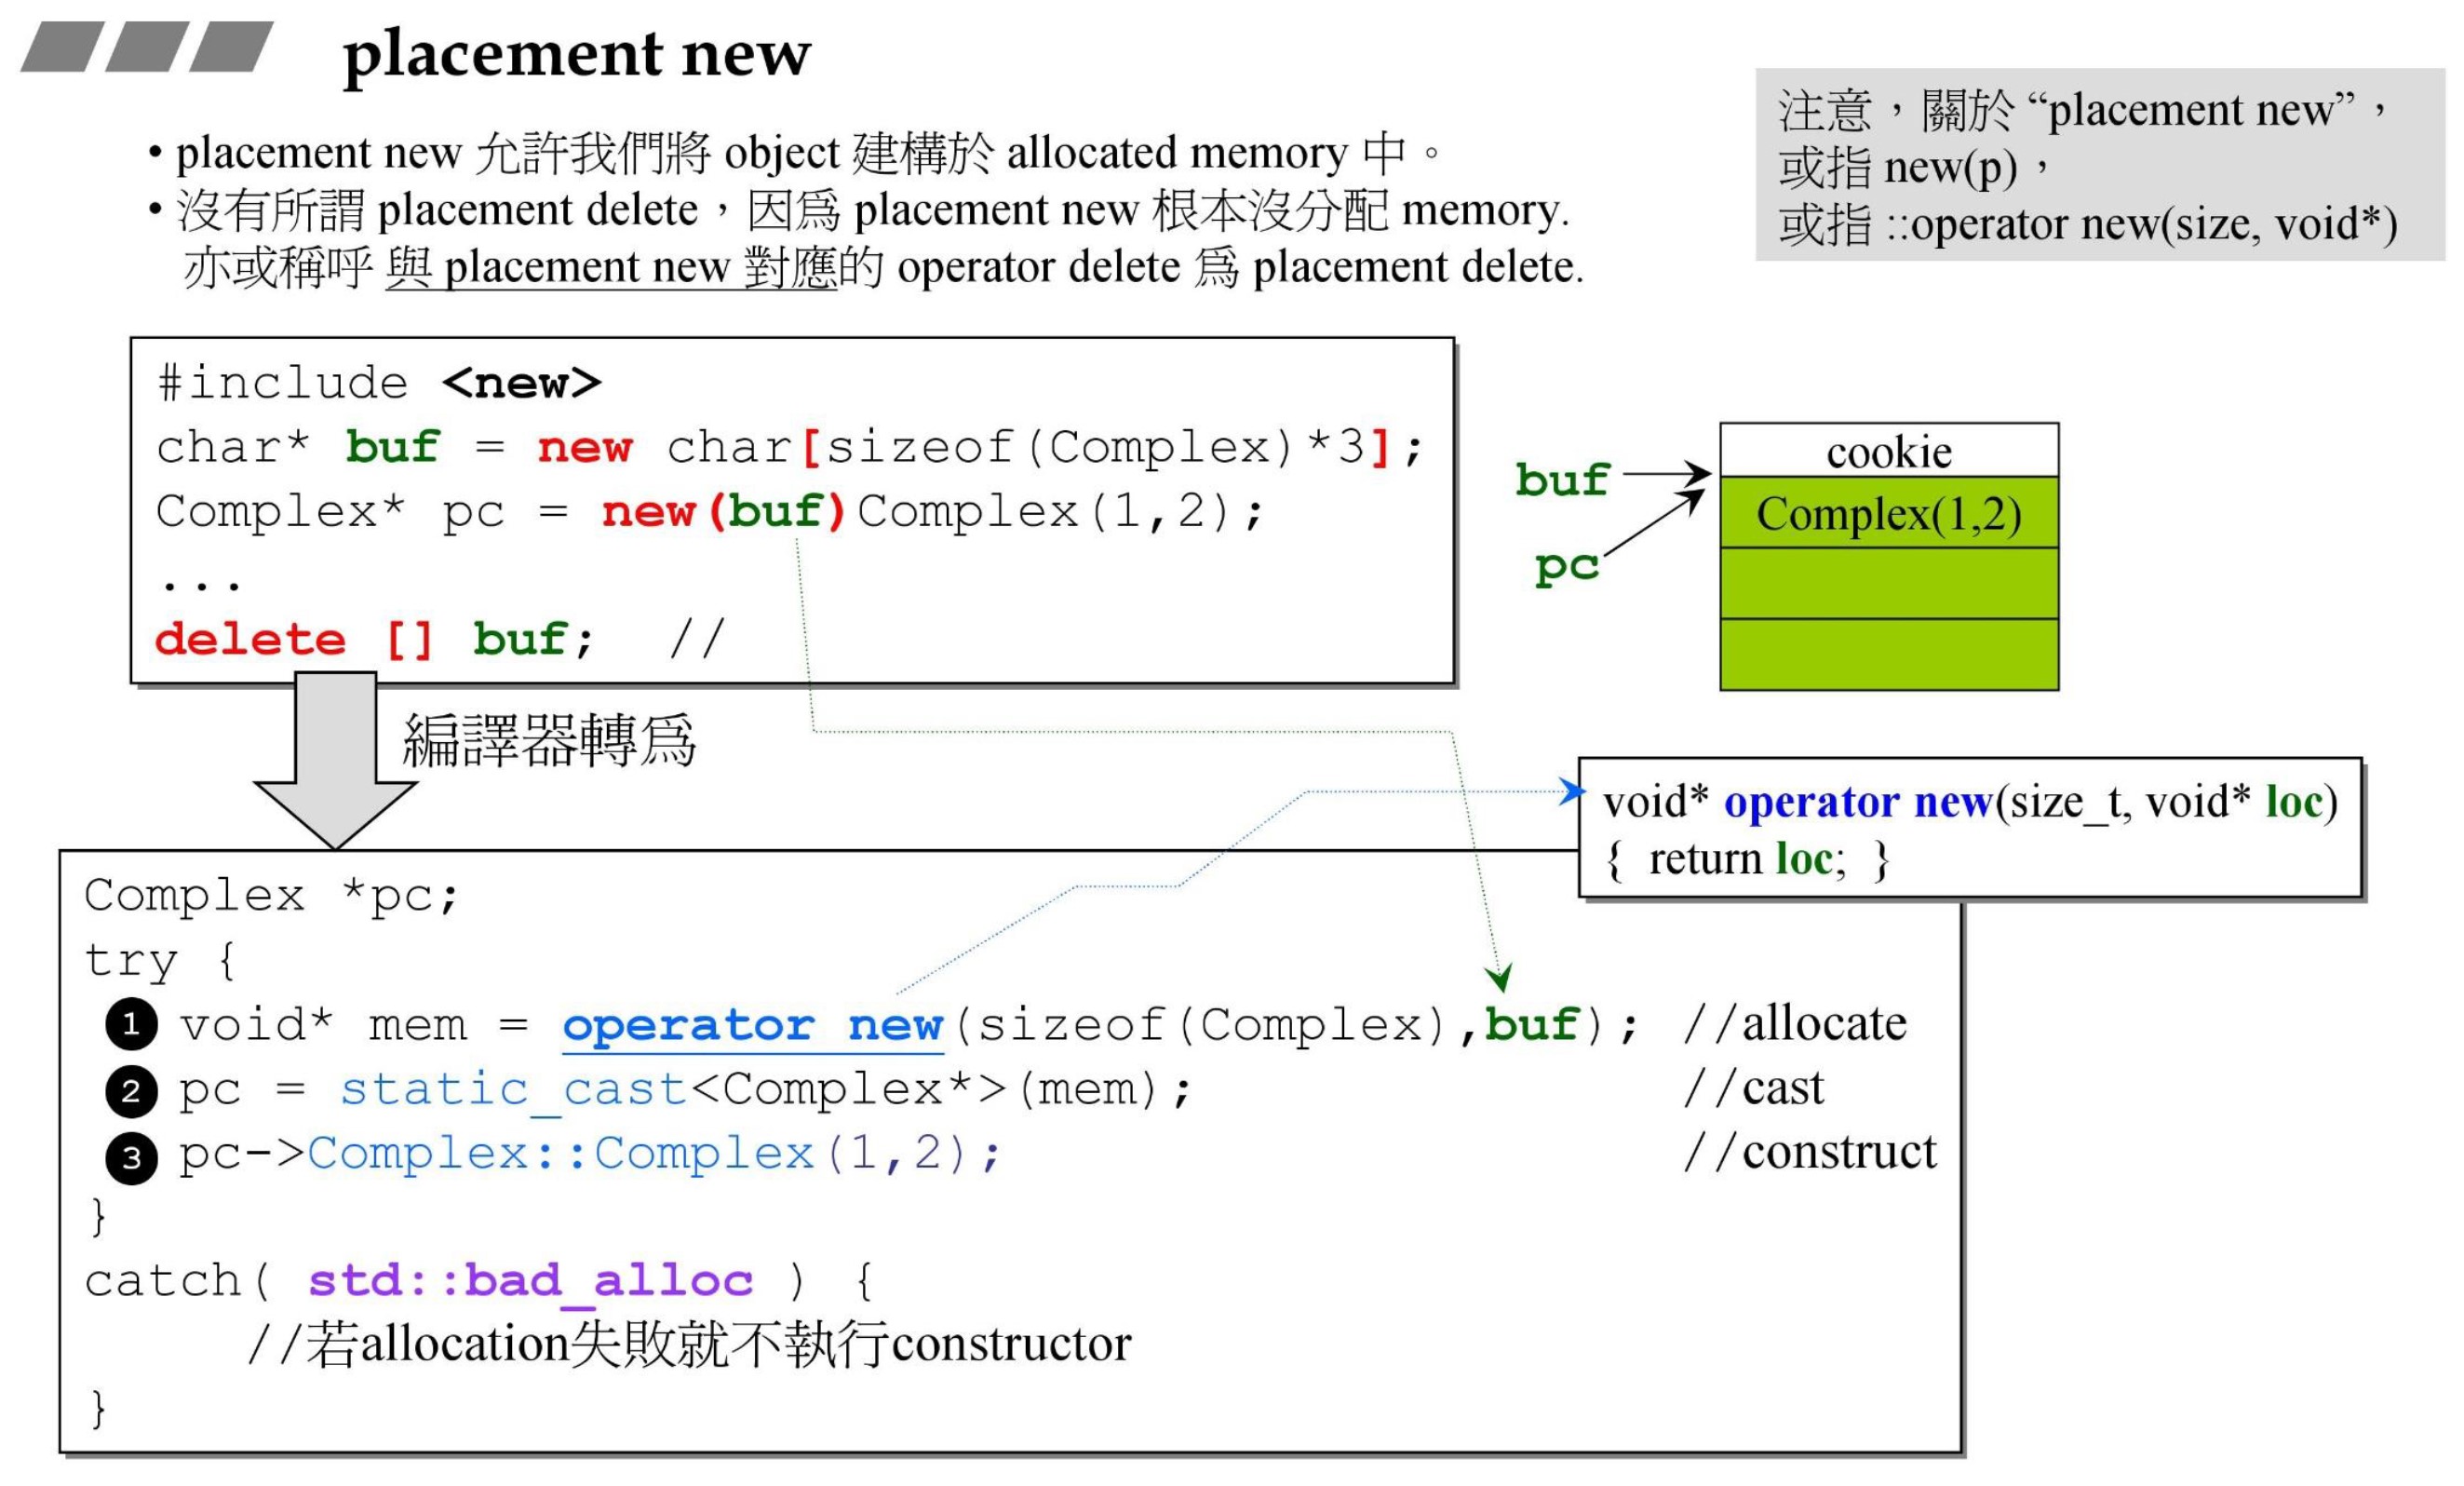 placement new
• placement new 允許我們將 object 建構於 allocated memory 中。
• 沒有所謂 placement delete，因爲 placement new 根本沒分配 memory.
亦或稱呼 與 placement new 對應的 operator delete 爲 placement delete.
注意，關於 “placement new”，
或指 new(p)，
或指 ::operator new(size, void*)
#include <new>
char* buf = new char[sizeof(Complex)*3];
Complex* pc = new(buf)Complex(1,2);
...
delete [] buf;  //
buf
pc
cookie
Complex(1,2)
編譯器轉爲
void* operator new(size_t, void* loc)
{ return loc; }
Complex *pc;
try {
1 void* mem = operator new(sizeof(Complex),buf); //allocate
2 pc = static_cast<Complex*>(mem); //cast
3 pc->Complex::Complex(1,2); //construct
}
catch( std::bad_alloc ) {
//若allocation失敗就不執行constructor
}